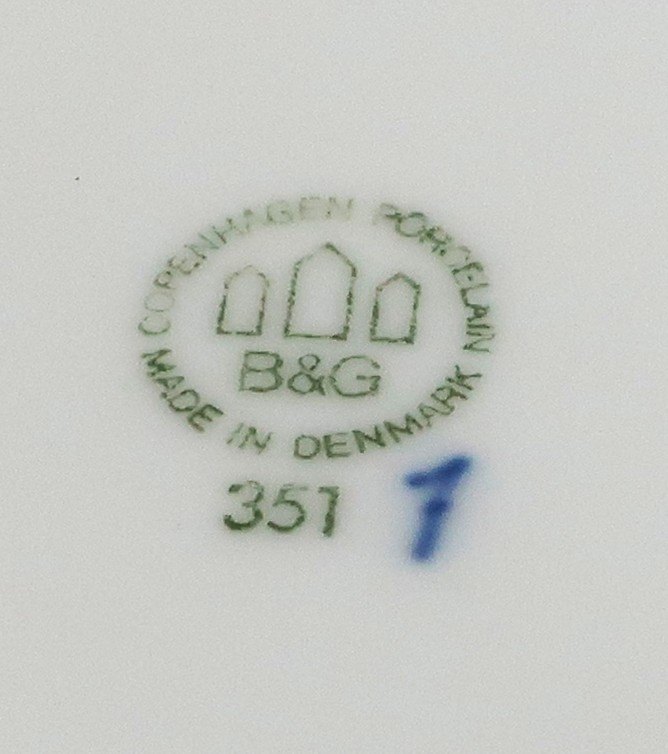 COPENHAGEN PORCELAIN
B&G
MADE IN DENMARK
351
1